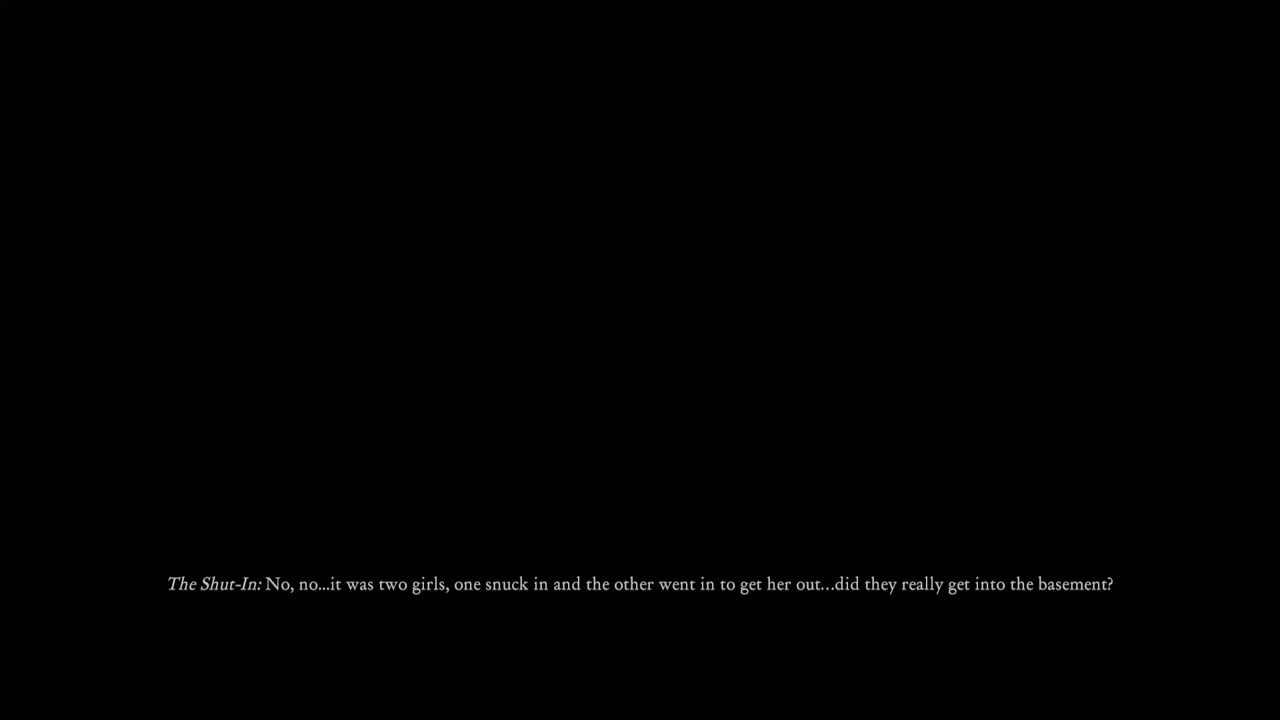 The Shut-In: No, no...it was two girls, one snuck in and the other went in to get her out...did they really get into the basement?